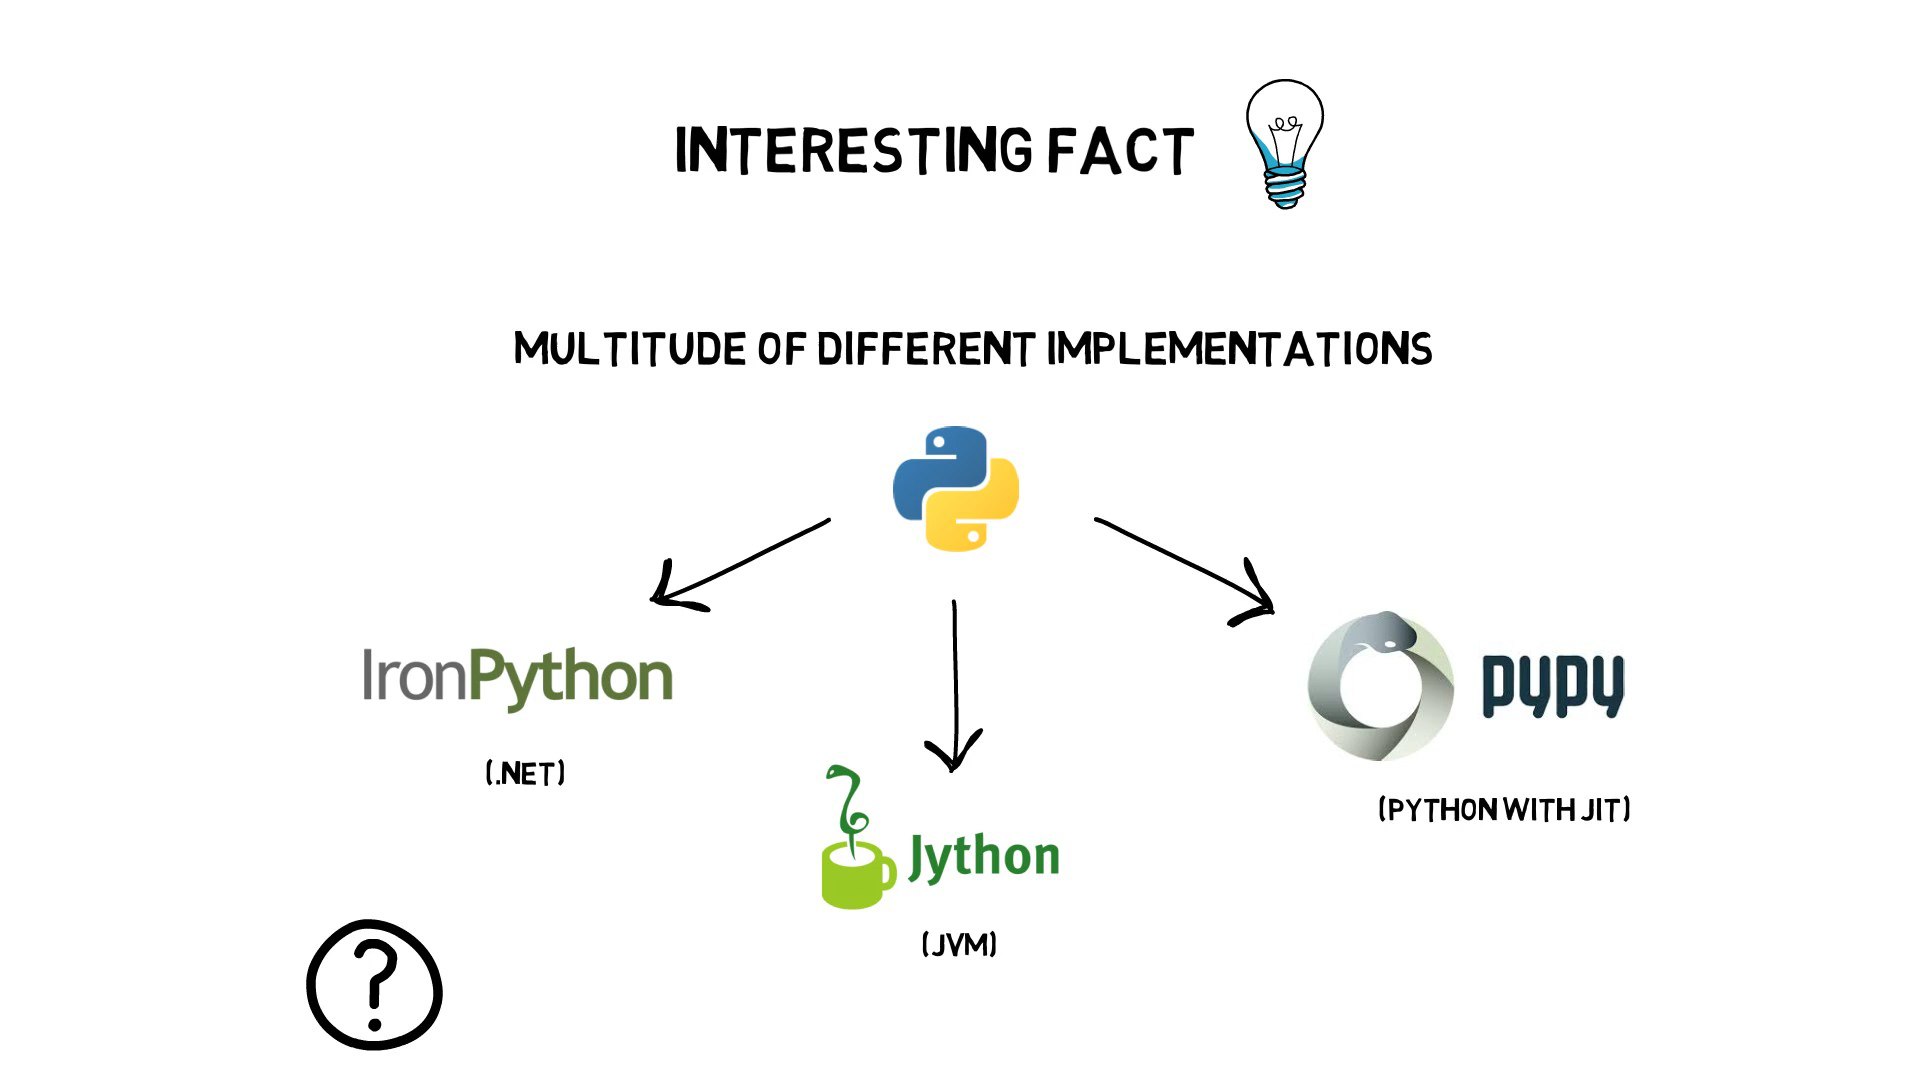 INTERESTING FACT
MULTITUDE OF DIFFERENT IMPLEMENTATIONS
IronPython
(.NET)
Jython
(JVM)
pypy
(PYTHON WITH JIT)
?